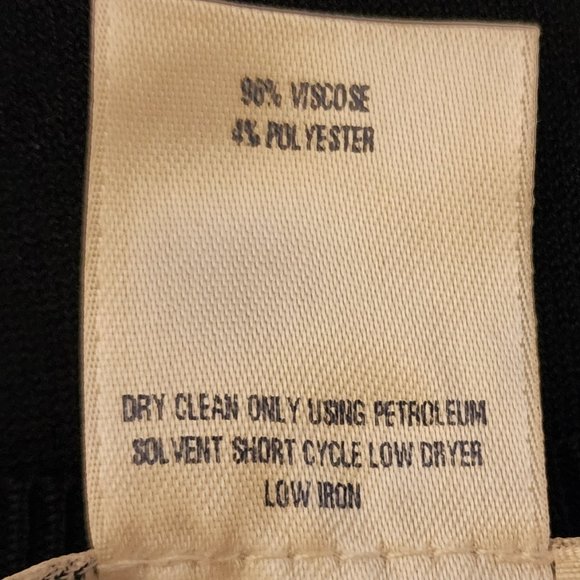 96% VISCOSE
4% POLYESTER
DRY CLEAN ONLY USING PETROLEUM
SOLVENT SHORT CYCLE LOW DRYER
LOW IRON